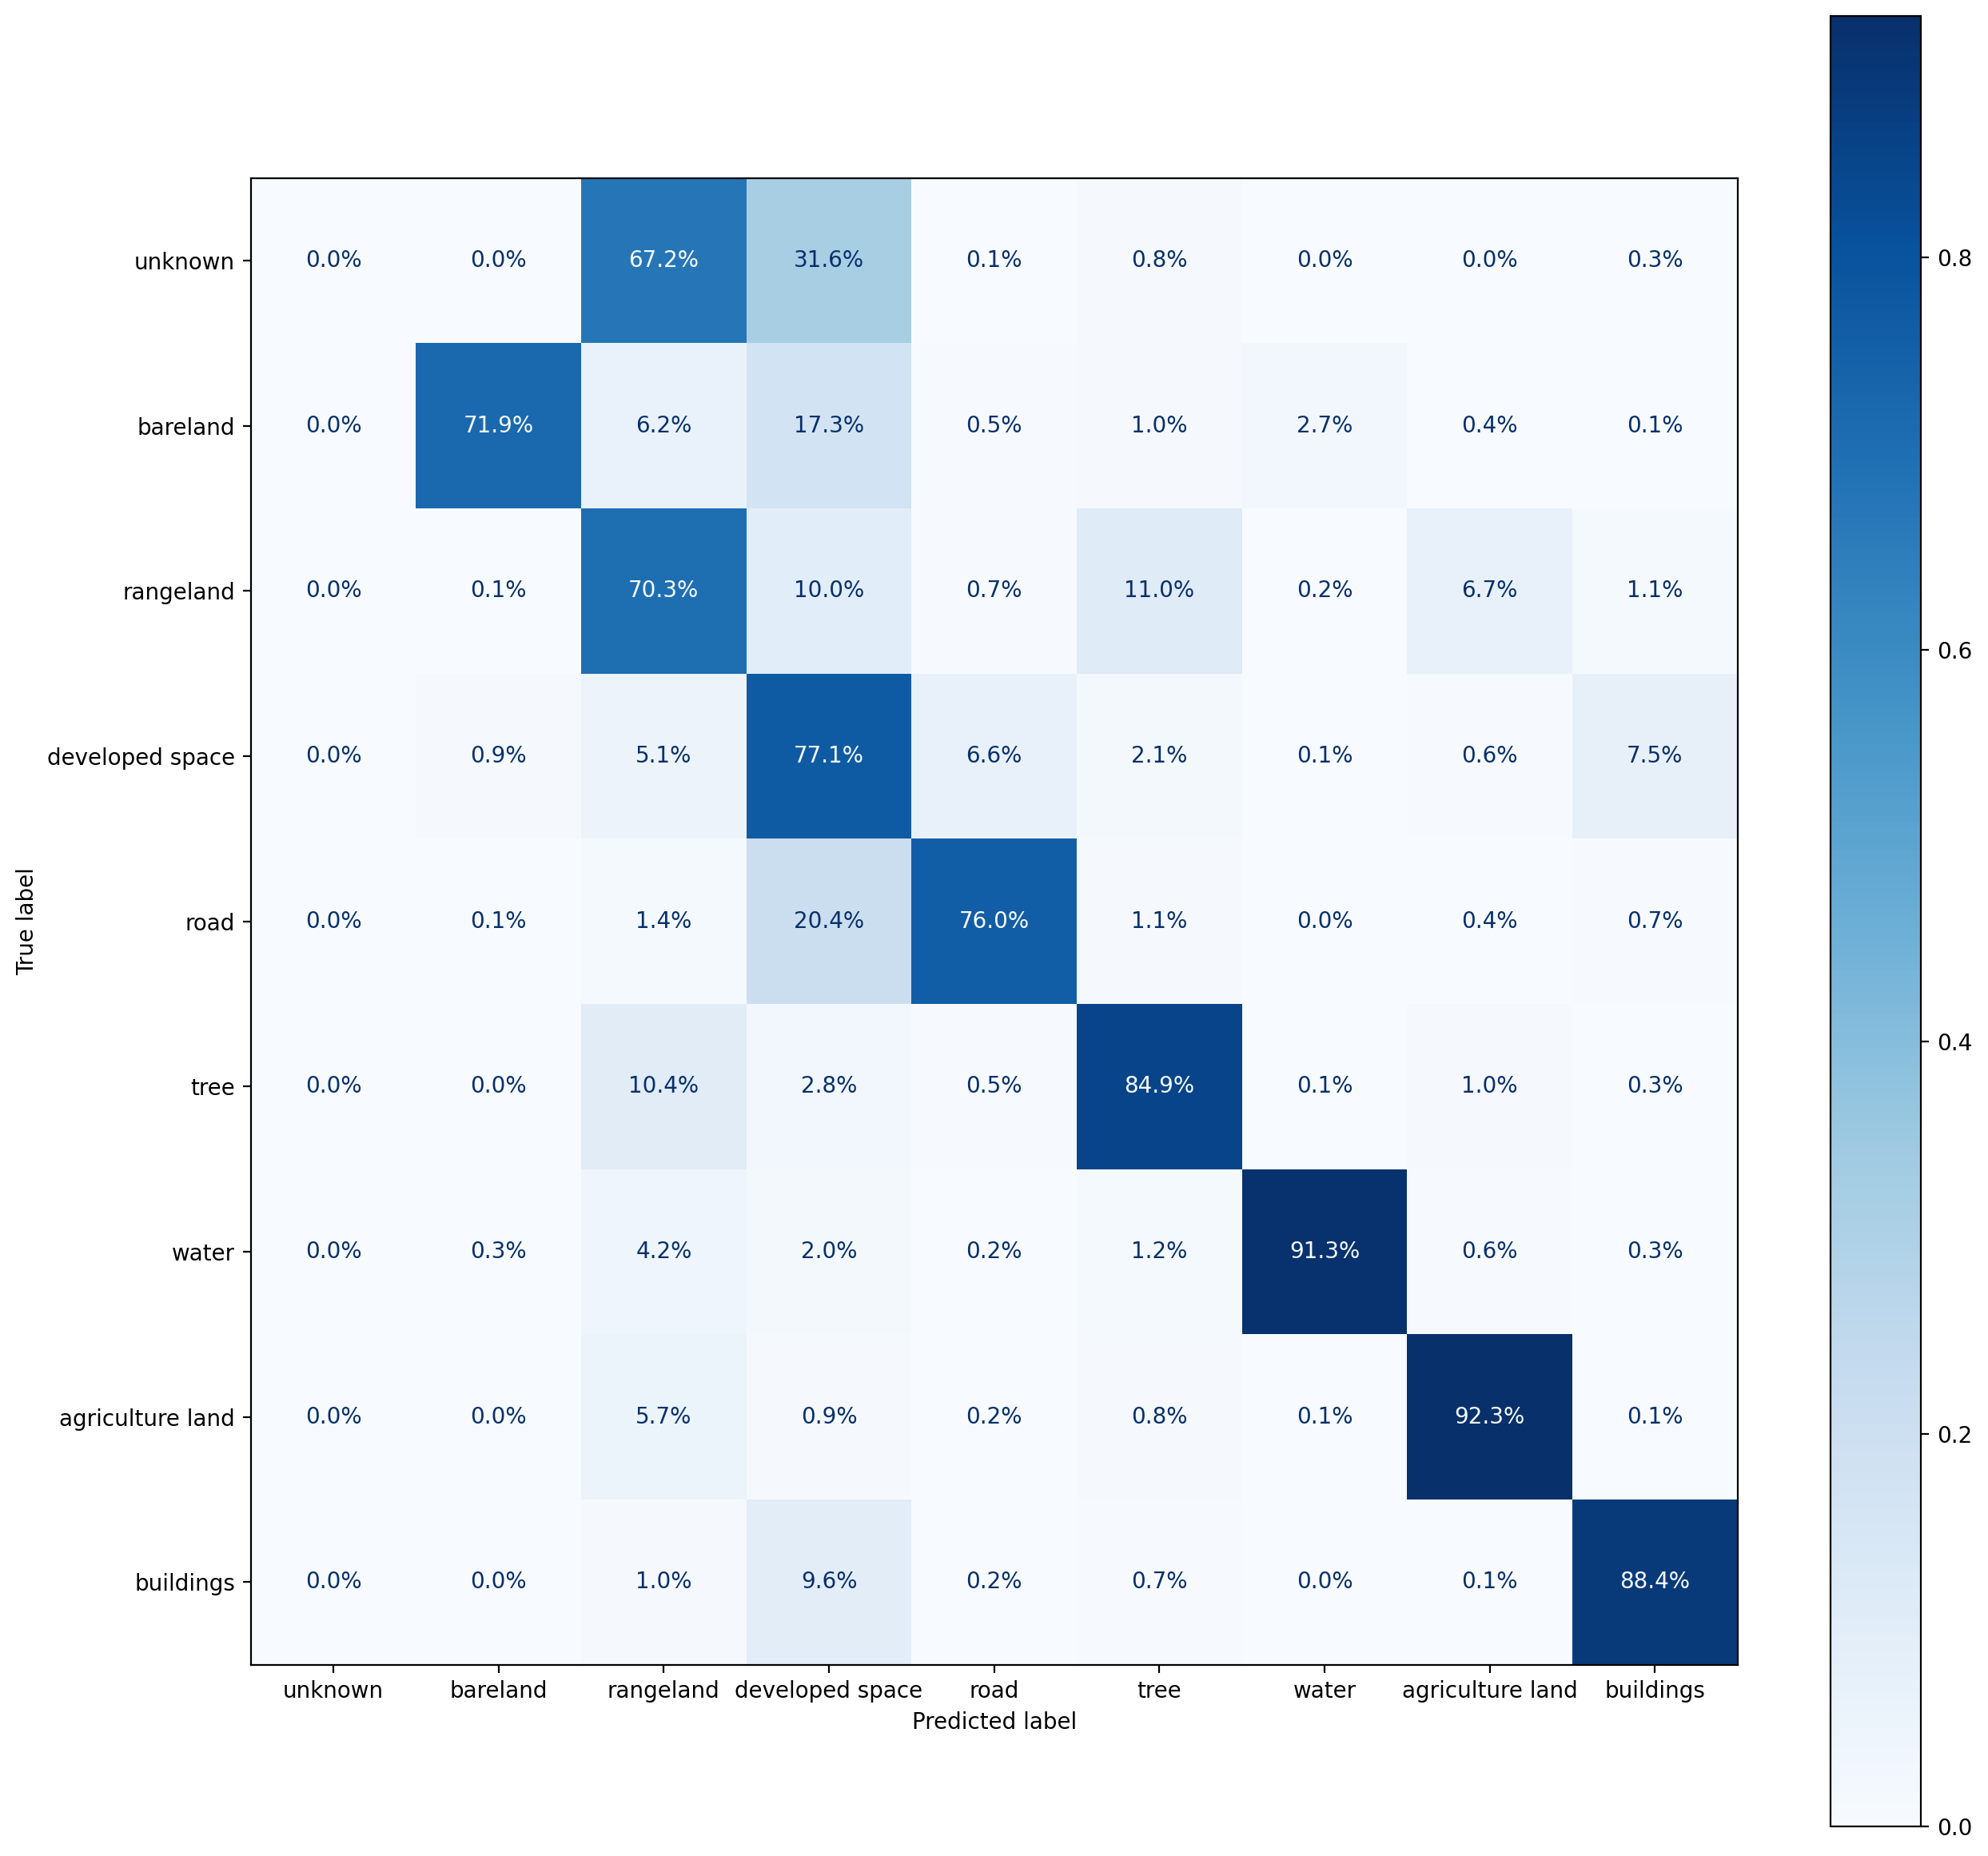 unknown 0.0% 0.0% 67.2% 31.6% 0.1% 0.8% 0.0% 0.0% 0.3%
bareland 0.0% 71.9% 6.2% 17.3% 0.5% 1.0% 2.7% 0.4% 0.1%
rangeland 0.0% 0.1% 70.3% 10.0% 0.7% 11.0% 0.2% 6.7% 1.1%
developed space 0.0% 0.9% 5.1% 77.1% 6.6% 2.1% 0.1% 0.6% 7.5%
road 0.0% 0.1% 1.4% 20.4% 76.0% 1.1% 0.0% 0.4% 0.7%
tree 0.0% 0.0% 10.4% 2.8% 0.5% 84.9% 0.1% 1.0% 0.3%
water 0.0% 0.3% 4.2% 2.0% 0.2% 1.2% 91.3% 0.6% 0.3%
agriculture land 0.0% 0.0% 5.7% 0.9% 0.2% 0.8% 0.1% 92.3% 0.1%
buildings 0.0% 0.0% 1.0% 9.6% 0.2% 0.7% 0.0% 0.1% 88.4%
unknown bareland rangeland developed space road tree water agriculture land buildings
Predicted label
True label
0.8
0.6
0.4
0.2
0.0